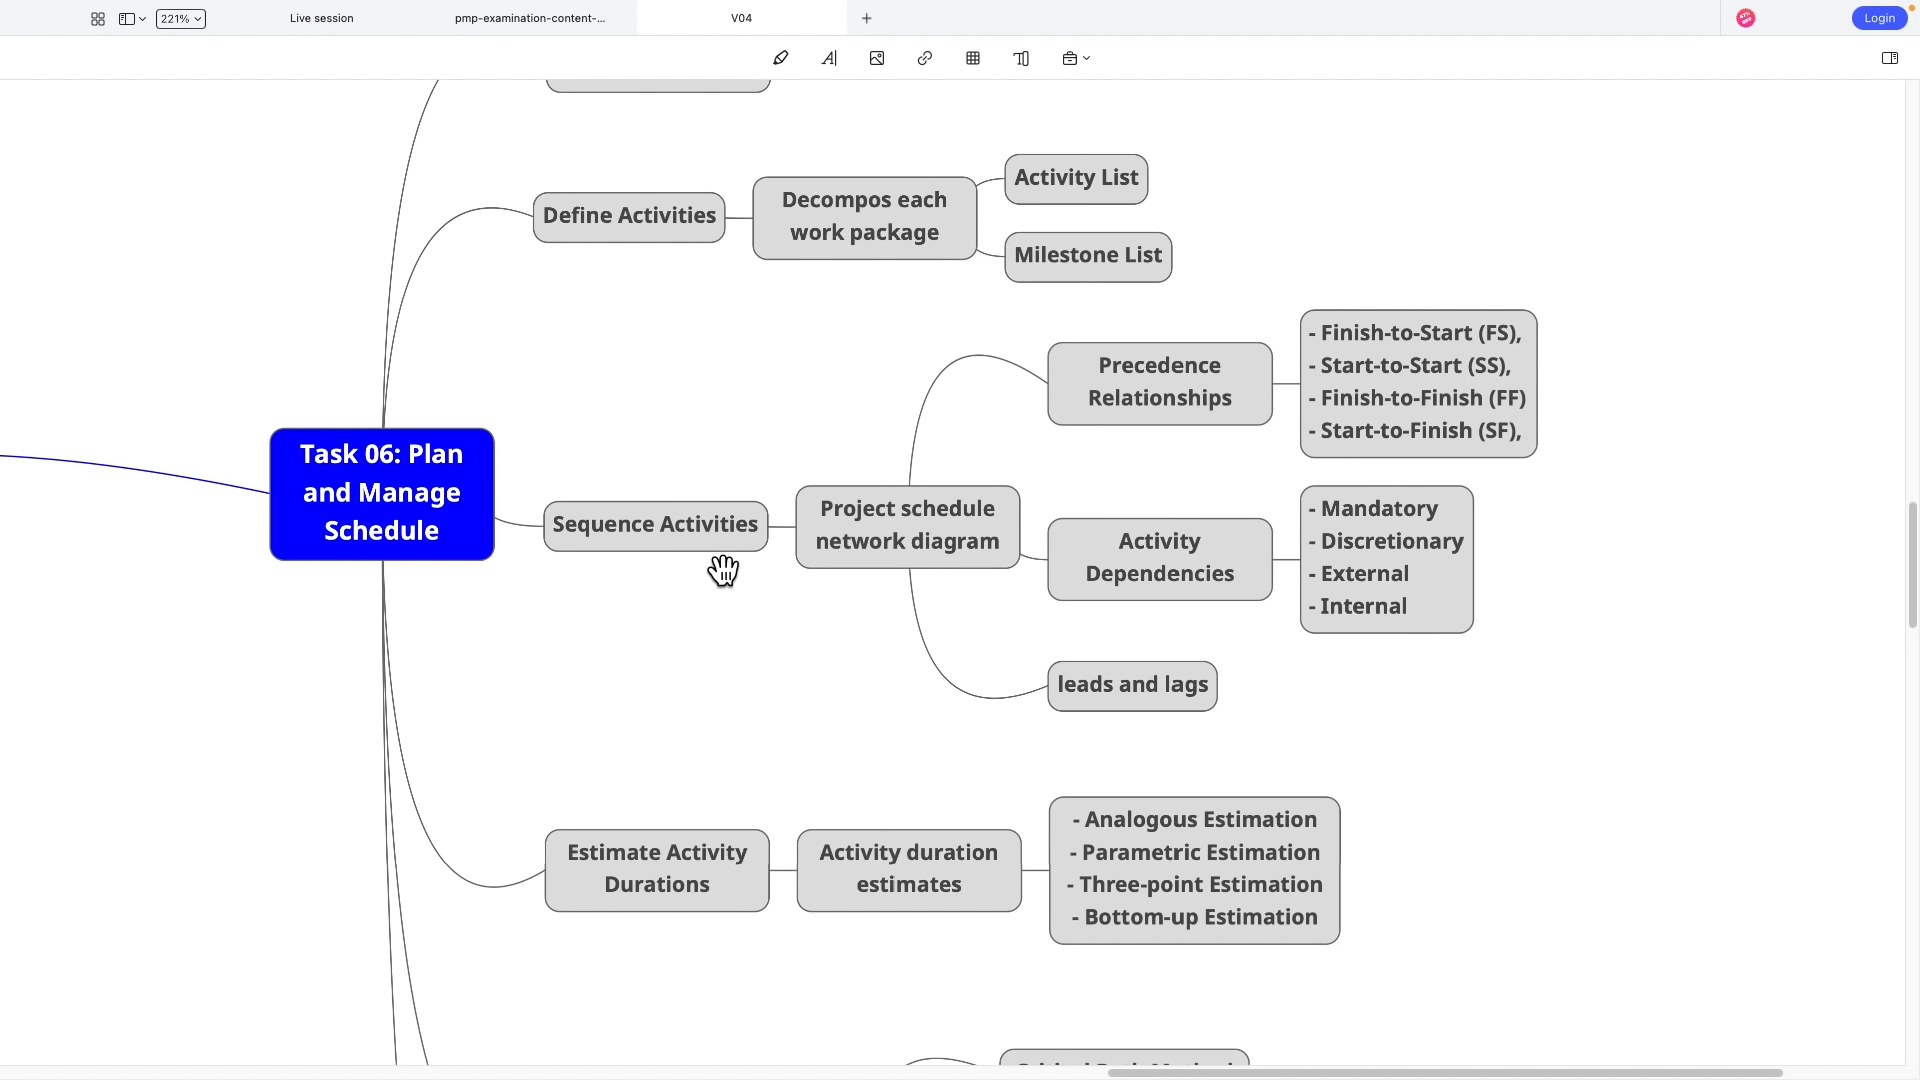 221%
Live session
pmp-examination-content-...
V04
Login
Activity List
Define Activities
Decompos each
work package
Milestone List
Precedence
Relationships
- Finish-to-Start (FS),
- Start-to-Start (SS),
- Finish-to-Finish (FF)
- Start-to-Finish (SF),
Task 06: Plan
and Manage
Schedule
Sequence Activities
Project schedule
network diagram
Activity
Dependencies
- Mandatory
- Discretionary
- External
- Internal
leads and lags
Estimate Activity
Durations
Activity duration
estimates
- Analogous Estimation
- Parametric Estimation
- Three-point Estimation
- Bottom-up Estimation